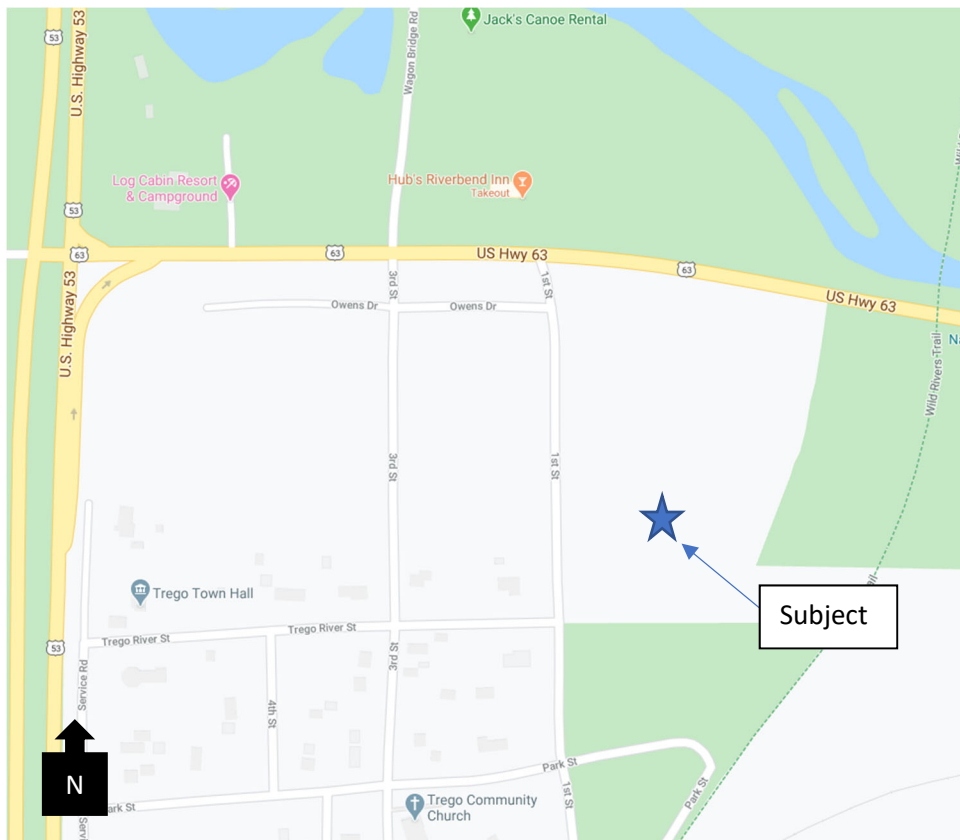 Jack's Canoe Rental
53
U.S. Highway 53
Wagon Bridge Rd
Log Cabin Resort
& Campground
Hub's Riverbend Inn
Takeout
53
63
63
US Hwy 63
63
US Hwy 63
3rd St
1st St
Owens Dr
Owens Dr
U.S. Highway 53
Wild Rivers Trail
3rd St
1st St
Trego Town Hall
Subject
Trego River St
Trego River St
53
3rd St
Service Rd
4th St
N
Park St
Park St
1st St
ark St
Trego Community
Church